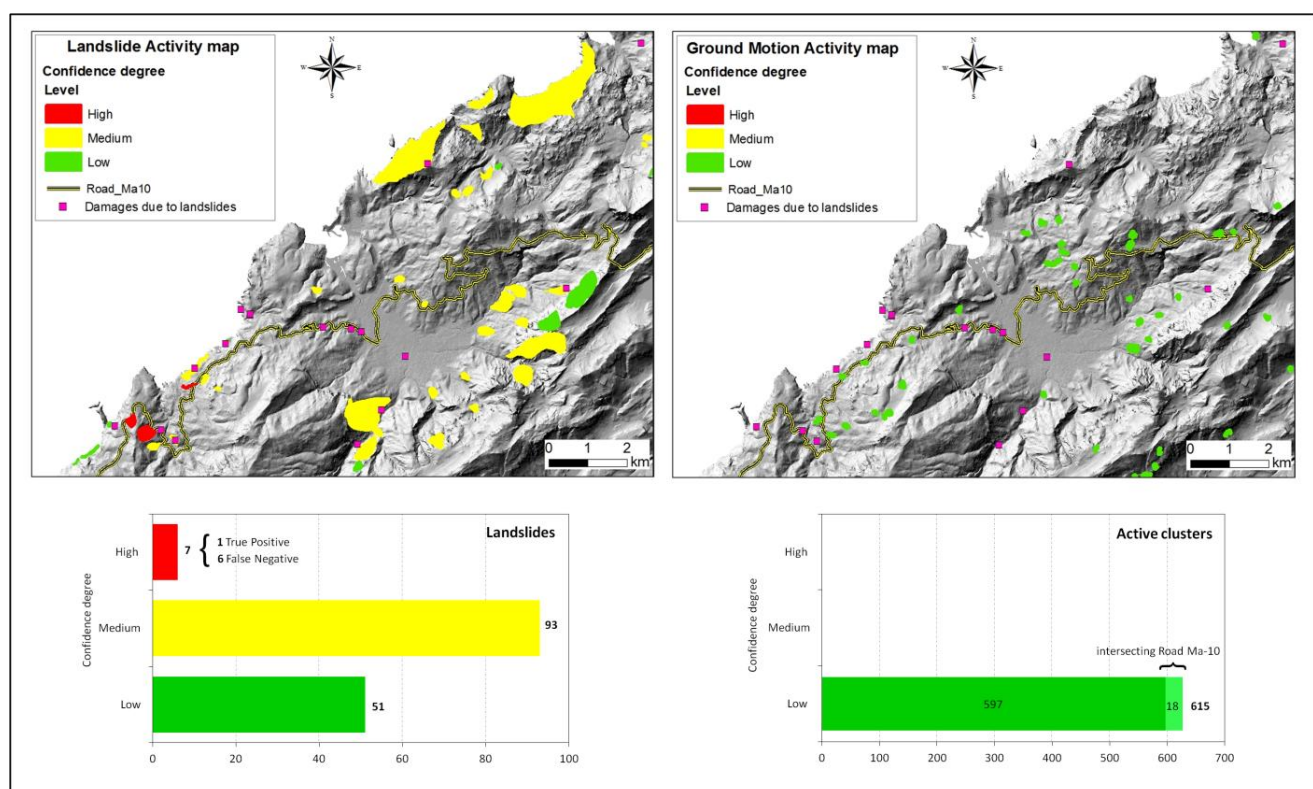 Landslide Activity map
Confidence degree
Level
High
Medium
Low
Road_Ma10
Damages due to landslides
N
W
E
S
0 1 2
km
Ground Motion Activity map
Confidence degree
Level
High
Medium
Low
Road_Ma10
Damages due to landslides
N
W
E
S
0 1 2
km
Landslides
Confidence degree
High
7 { 1 True Positive
6 False Negative
Medium
93
Low
51
0 20 40 60 80 100
Active clusters
Confidence degree
High
Medium
intersecting Road Ma-10
Low
597 18 615
0 100 200 300 400 500 600 700